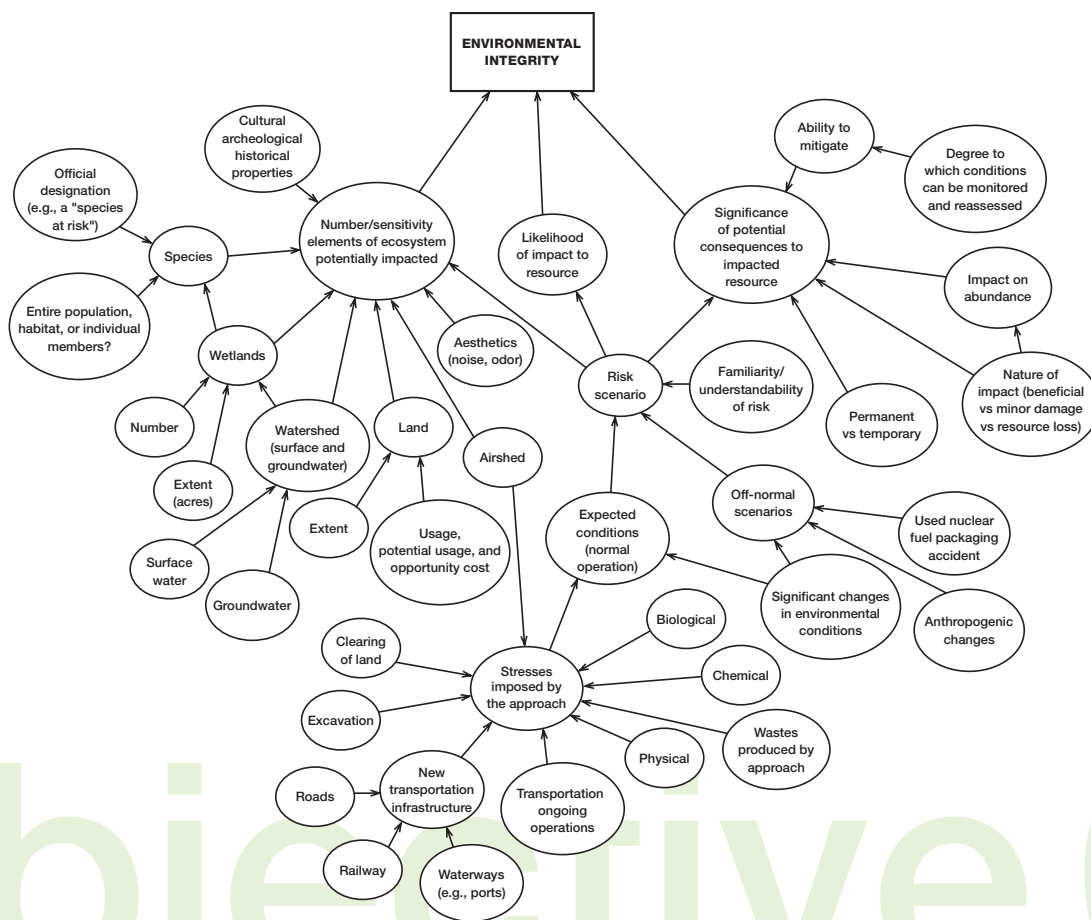 ENVIRONMENTAL
INTEGRITY
Cultural
archeological
historical
properties
Ability to
mitigate
Degree to
which conditions
can be monitored
and reassessed
Official
designation
(e.g., a "species
at risk")
Number/sensitivity
elements of ecosystem
potentially impacted
Likelihood
of impact to
resource
Significance
of potential
consequences to
impacted
resource
Species
Impact on
abundance
Entire population,
habitat, or individual
members?
Wetlands
Aesthetics
(noise, odor)
Risk
scenario
Familiarity/
understandability
of risk
Nature of
impact (beneficial
vs minor damage
vs resource loss)
Permanent
vs temporary
Number
Watershed
(surface and
groundwater)
Land
Airshed
Extent
(acres)
Off-normal
scenarios
Extent
Expected
conditions
(normal
operation)
Used nuclear
fuel packaging
accident
Usage,
potential usage, and
opportunity cost
Surface
water
Groundwater
Significant changes
in environmental
conditions
Anthropogenic
changes
Biological
Clearing
of land
Stresses
imposed by
the approach
Chemical
Excavation
Wastes
produced by
approach
Physical
New
transportation
infrastructure
Roads
Transportation
ongoing
operations
Railway
Waterways
(e.g., ports)
bjective